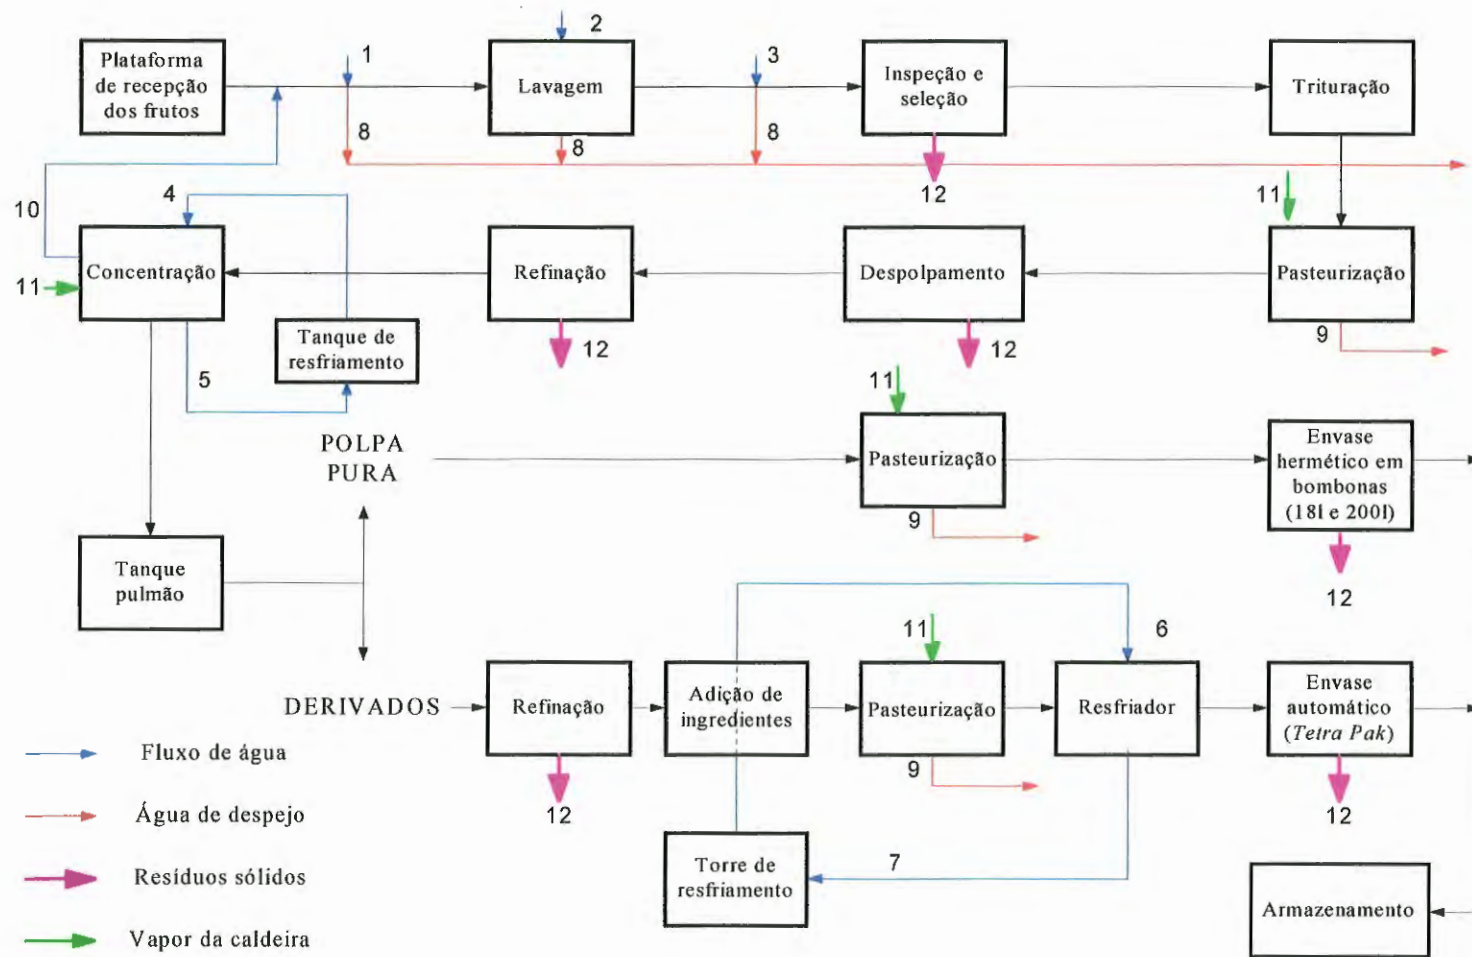 2
1
3
Plataforma
de recepção
dos frutos
Lavagem
Inspeção e
seleção
Trituração
8
8
8
12
10
4
11
Concentração
Refinação
Despolpamento
Pasteurização
11
12
12
9
Tanque de
resfriamento
5
11
POLPA
PURA
Pasteurização
Envase
hermético em
bombonas
(18l e 200l)
9
Tanque
pulmão
12
11
6
DERIVADOS
Refinação
Adição de
ingredientes
Pasteurização
Resfriador
Envase
automático
(Tetra Pak)
9
12
12
Fluxo de água
Água de despejo
Resíduos sólidos
Vapor da caldeira
Torre de
resfriamento
7
Armazenamento